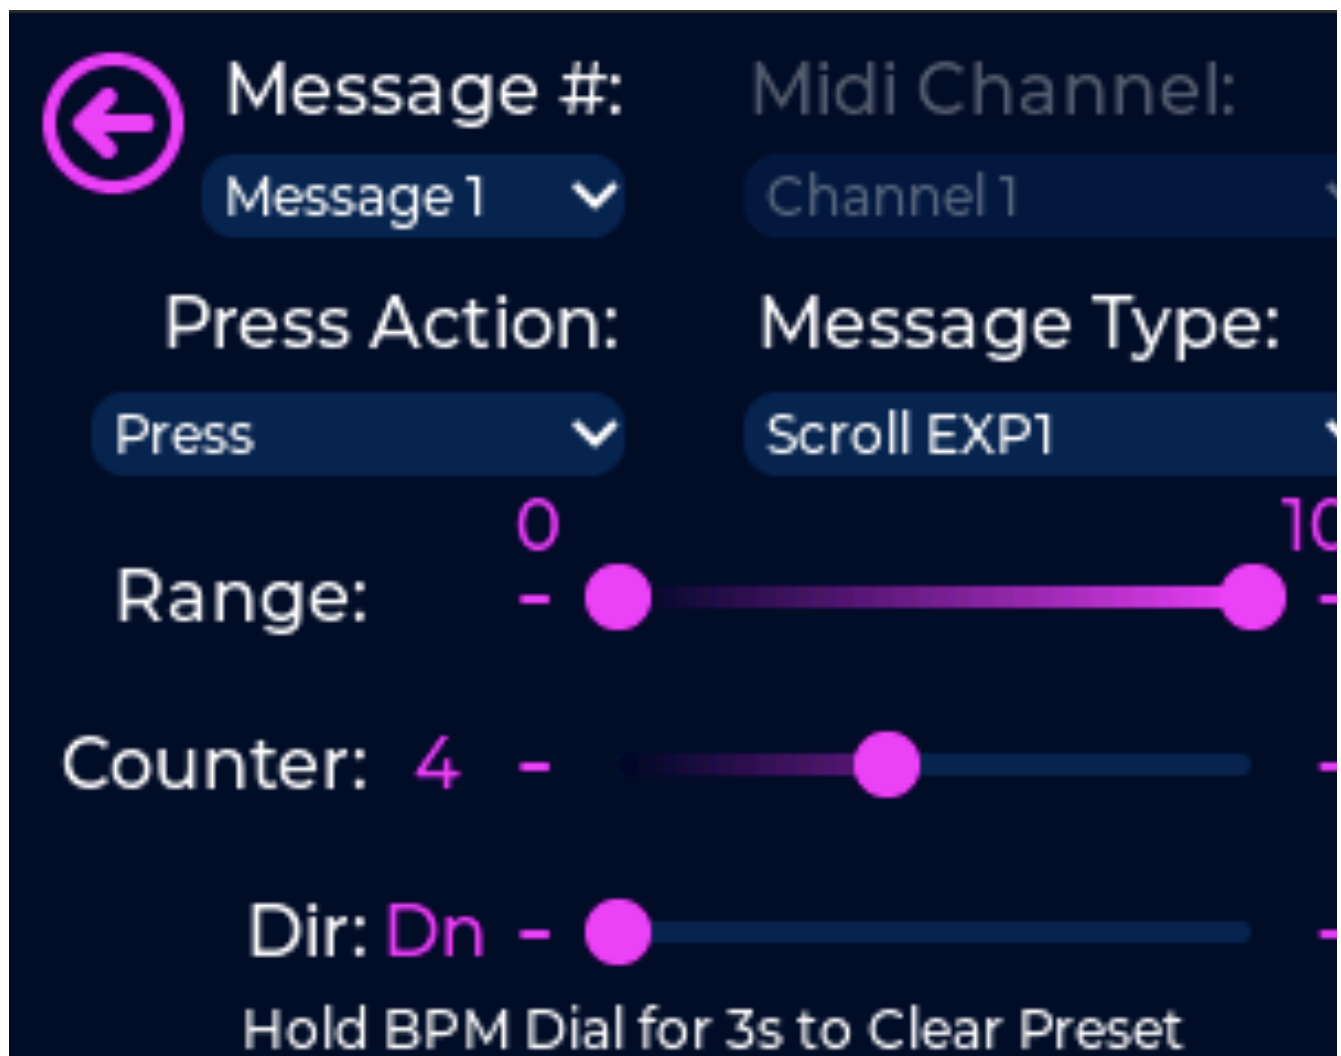 Message #: Midi Channel:
Message 1 Channel 1
Press Action: Message Type:
Press Scroll EXP1
0
Range: -
Counter: 4 -
Dir: Dn -
Hold BPM Dial for 3s to Clear Preset